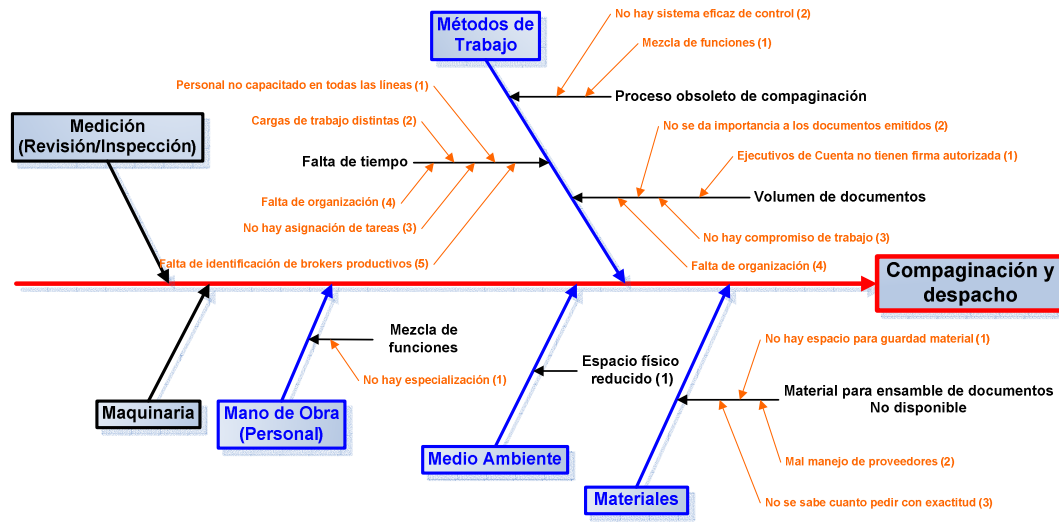 Métodos de
Trabajo
No hay sistema eficaz de control (2)
Mezcla de funciones (1)
Proceso obsoleto de compaginación
Personal no capacitado en todas las líneas (1)
Cargas de trabajo distintas (2)
Falta de tiempo
Falta de organización (4)
No hay asignación de tareas (3)
Falta de identificación de brokers productivos (5)
Medición
(Revisión/Inspección)
No se da importancia a los documentos emitidos (2)
Ejecutivos de Cuenta no tienen firma autorizada (1)
Volumen de documentos
No hay compromiso de trabajo (3)
Falta de organización (4)
Compaginación y
despacho
Maquinaria
Mezcla de
funciones
No hay especialización (1)
Mano de Obra
(Personal)
Espacio físico
reducido (1)
Medio Ambiente
No hay espacio para guardad material (1)
Material para ensamble de documentos
No disponible
Mal manejo de proveedores (2)
No se sabe cuanto pedir con exactitud (3)
Materiales